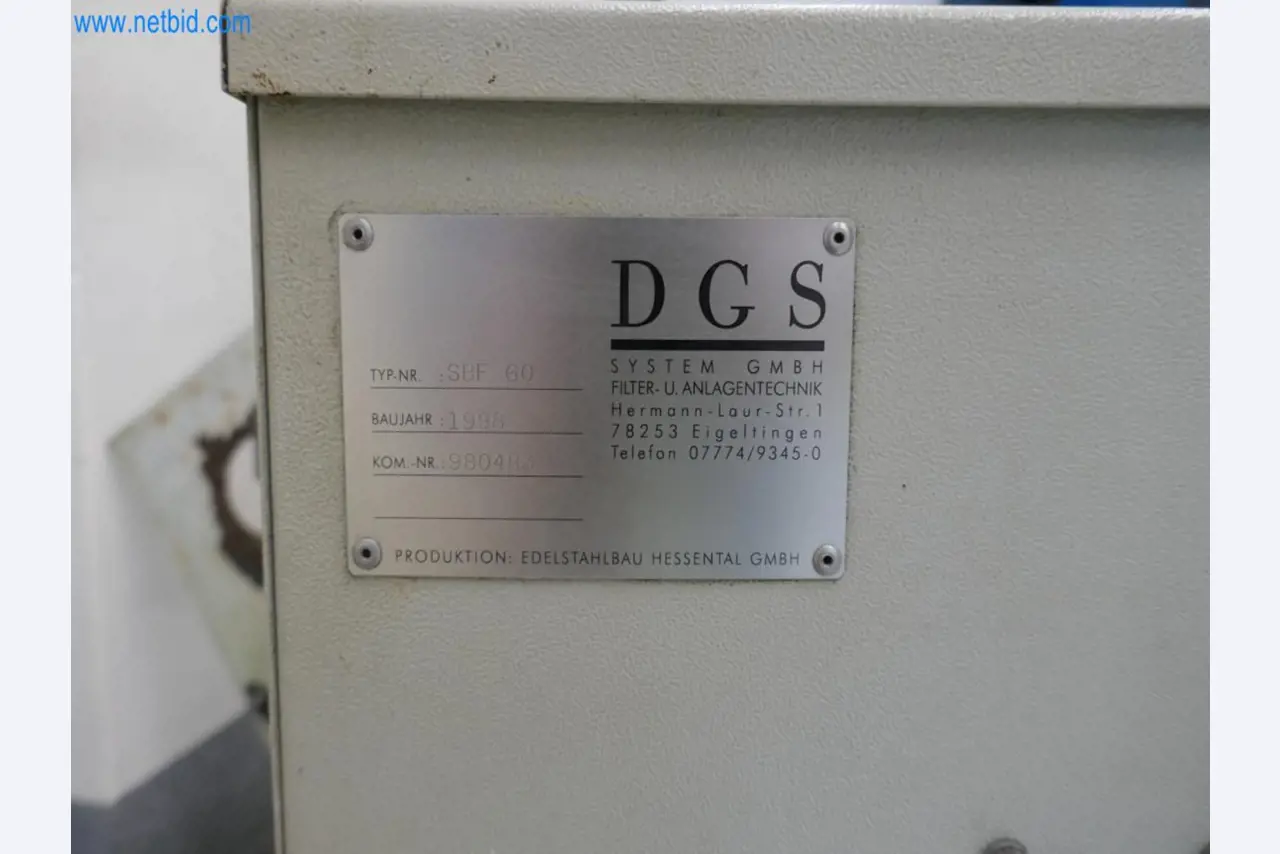 www.netbid.com
DGS
SYSTEM GMBH
FILTER- U. ANLAGENTECHNIK
Hermann-Laur-Str. 1
78253 Eigeltingen
Telefon 07774/9345-0
TYP-NR. : SBF 60
BAUJAHR : 1998
KOM.-NR. :
PRODUKTION: EDELSTAHLBAU HESSENTAL GMBH